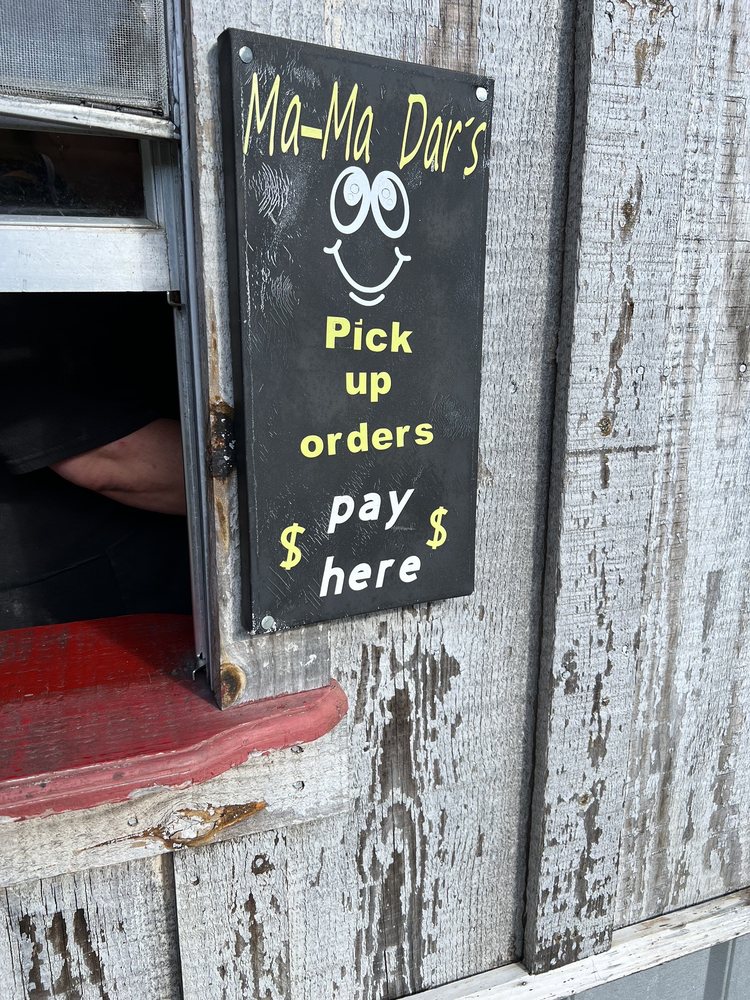 Ma-Ma Dar's
Pick
up
orders
pay
$ $
here